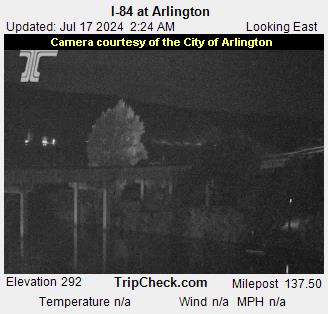 I-84 at Arlington
Updated: Jul 17 2024 2:24 AM Looking East
Camera courtesy of the City of Arlington
Elevation 292 TripCheck.com Milepost 137.50
Temperature n/a Wind n/a MPH n/a